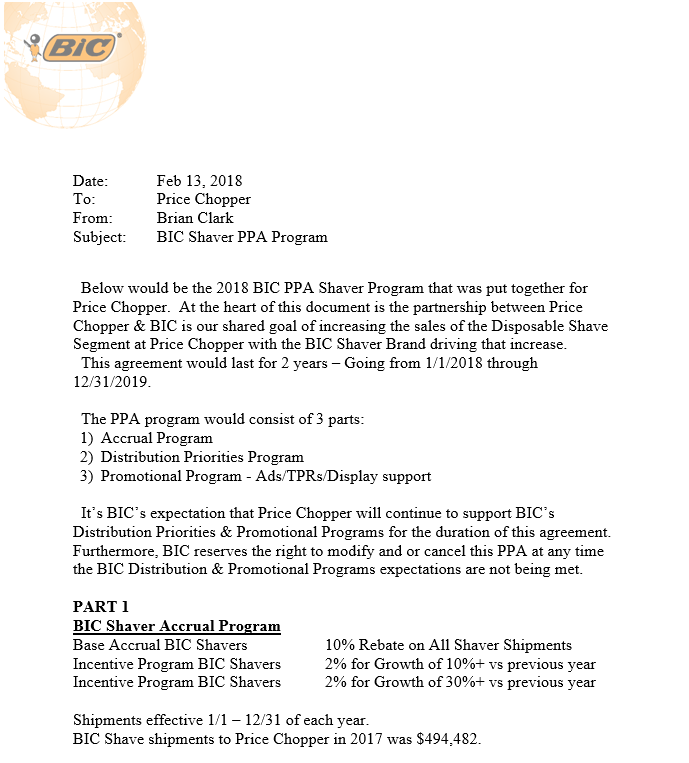 BIC
Date: Feb 13, 2018
To: Price Chopper
From: Brian Clark
Subject: BIC Shaver PPA Program
Below would be the 2018 BIC PPA Shaver Program that was put together for
Price Chopper. At the heart of this document is the partnership between Price
Chopper & BIC is our shared goal of increasing the sales of the Disposable Shave
Segment at Price Chopper with the BIC Shaver Brand driving that increase.
This agreement would last for 2 years – Going from 1/1/2018 through
12/31/2019.
The PPA program would consist of 3 parts:
1) Accrual Program
2) Distribution Priorities Program
3) Promotional Program - Ads/TPRs/Display support
It's BIC's expectation that Price Chopper will continue to support BIC's
Distribution Priorities & Promotional Programs for the duration of this agreement.
Furthermore, BIC reserves the right to modify and or cancel this PPA at any time
the BIC Distribution & Promotional Programs expectations are not being met.
PART 1
BIC Shaver Accrual Program
Base Accrual BIC Shavers 10% Rebate on All Shaver Shipments
Incentive Program BIC Shavers 2% for Growth of 10%+ vs previous year
Incentive Program BIC Shavers 2% for Growth of 30%+ vs previous year
Shipments effective 1/1 – 12/31 of each year.
BIC Shave shipments to Price Chopper in 2017 was $494,482.